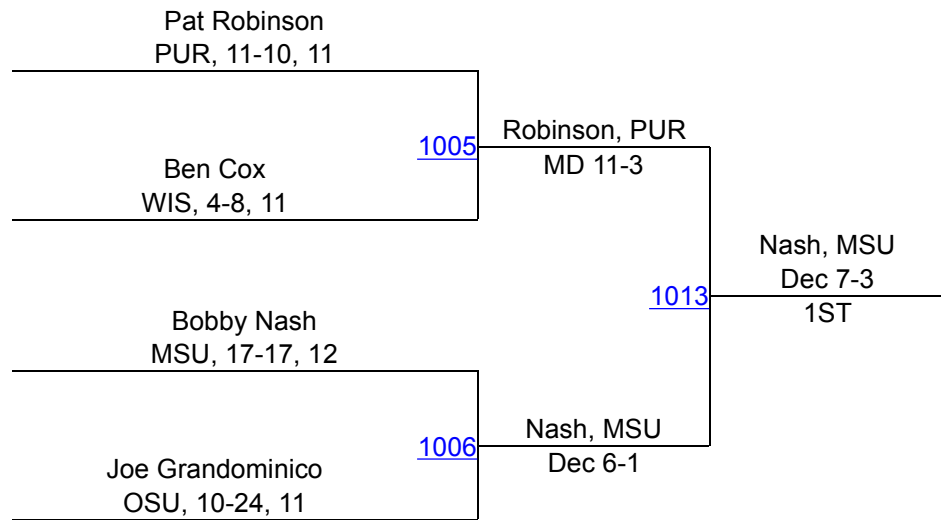 Pat Robinson
PUR, 11-10, 11
1005
Robinson, PUR
MD 11-3
Ben Cox
WIS, 4-8, 11
Nash, MSU
Dec 7-3
1013
1ST
Bobby Nash
MSU, 17-17, 12
1006
Nash, MSU
Dec 6-1
Joe Grandominico
OSU, 10-24, 11